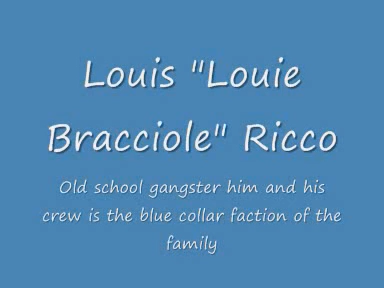 Louis "Louie
Bracciole" Ricco
Old school gangster him and his
crew is the blue collar faction of the
family